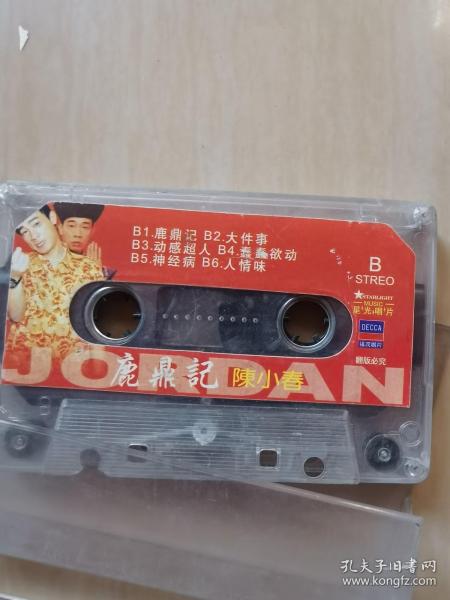 B1.鹿鼎记 B2.大件事
B3.动感超人 B4.蠢蠢欲动
B5.神经病 B6.人情味
B
STREO
STARLIGHT
MUSIC
星光唱片
DECCA
翻版必究
JORDAN
鹿鼎記 陳小春
孔夫子旧书网
www.kongfz.com